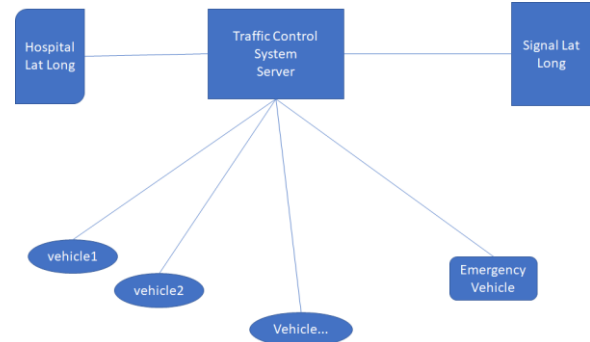 Hospital
Lat Long
Traffic Control
System
Server
Signal Lat
Long
vehicle1
vehicle2
Vehicle...
Emergency
Vehicle